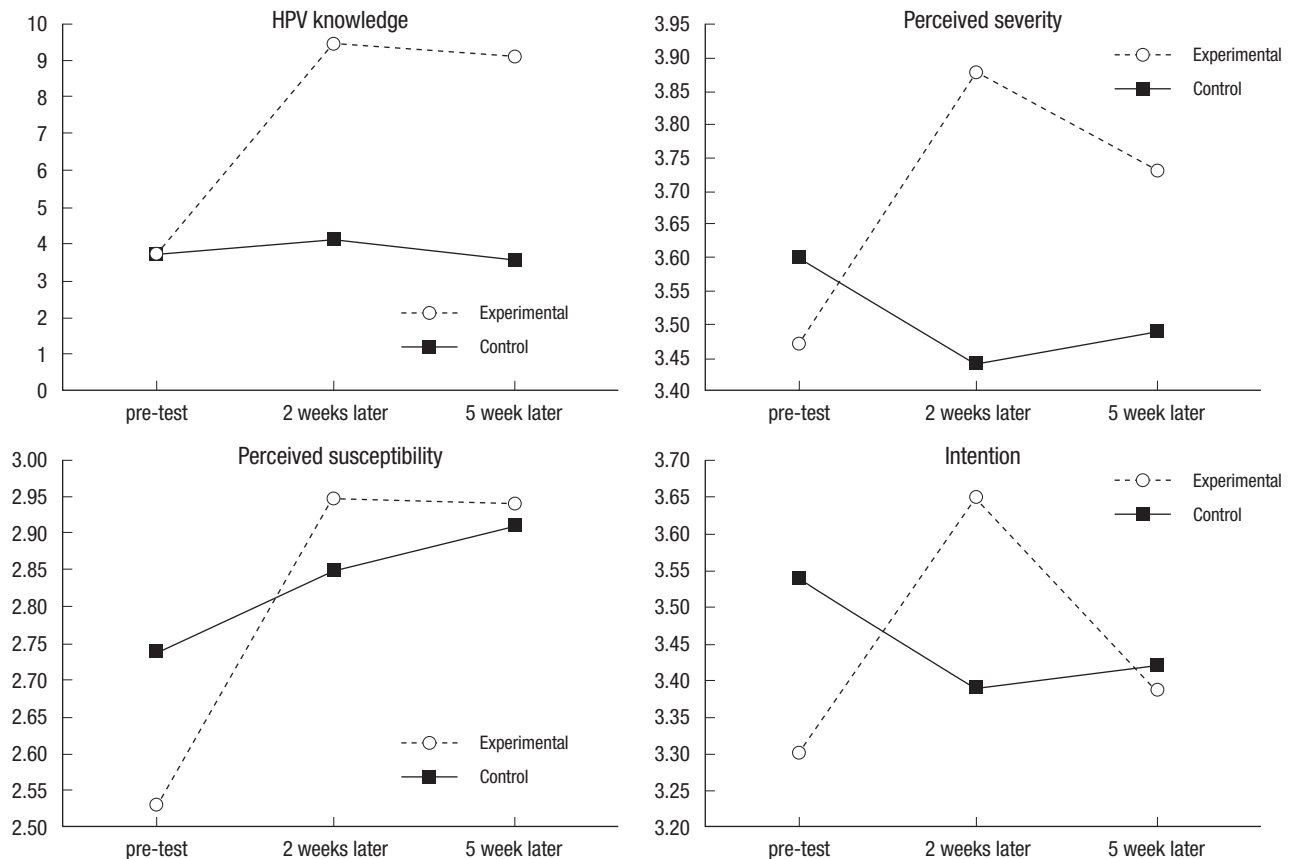 HPV knowledge
10
9
8
7
6
5
4
3
2
1
0
Experimental
Control
pre-test 2 weeks later 5 week later
Perceived severity
3.95
3.90
3.85
3.80
3.75
3.70
3.65
3.60
3.55
3.50
3.45
3.40
Experimental
Control
pre-test 2 weeks later 5 week later
Perceived susceptibility
3.00
2.95
2.90
2.85
2.80
2.75
2.70
2.65
2.60
2.55
2.50
Experimental
Control
pre-test 2 weeks later 5 week later
Intention
3.70
3.65
3.60
3.55
3.50
3.45
3.40
3.35
3.30
3.25
3.20
Experimental
Control
pre-test 2 weeks later 5 week later